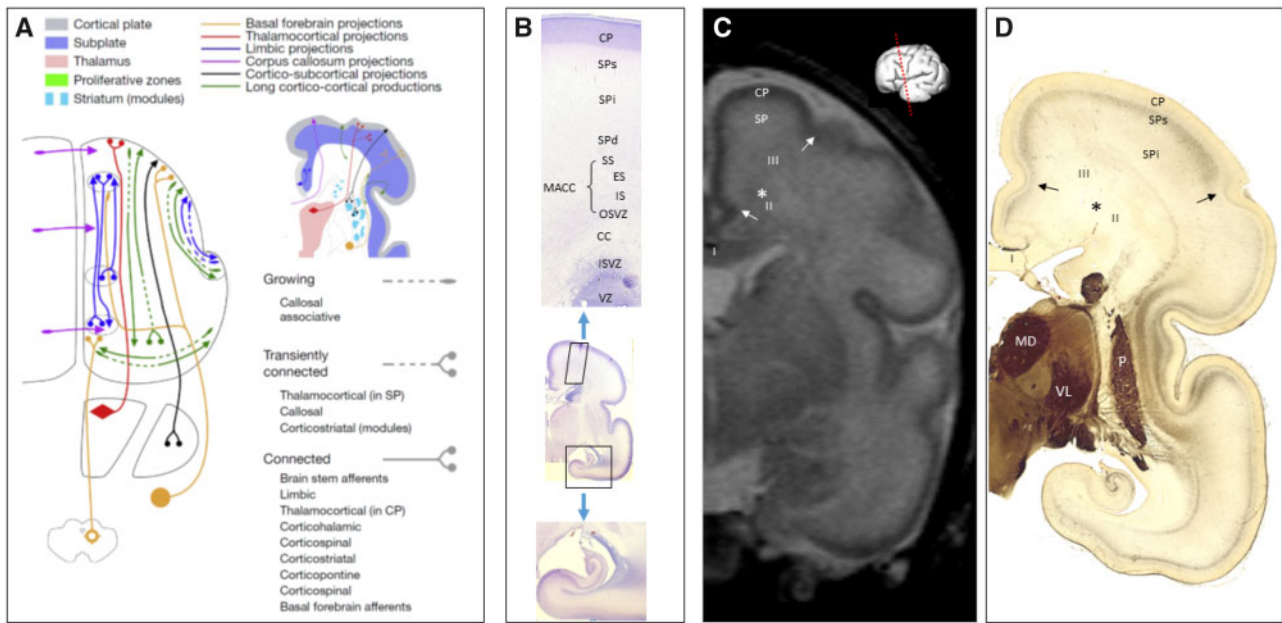 A
Cortical plate
Subplate
Thalamus
Proliferative zones
Striatum (modules)
Basal forebrain projections
Thalamocortical projections
Limbic projections
Corpus callosum projections
Cortico-subcortical projections
Long cortico-cortical productions
Growing
Callosal
associative
Transiently
connected
Thalamocortical (in SP)
Callosal
Corticostriatal (modules)
Connected
Brain stem afferents
Limbic
Thalamocortical (in CP)
Corticohalamic
Corticospinal
Corticostriatal
Corticopontine
Corticospinal
Basal forebrain afferents
B
CP
SPs
SPi
SPd
SS
ES
MACC
IS
OSVZ
CC
ISVZ
VZ
C
CP
SP
III
*
II
I
D
CP
SPs
SPi
III
*
II
I
MD
VL
P